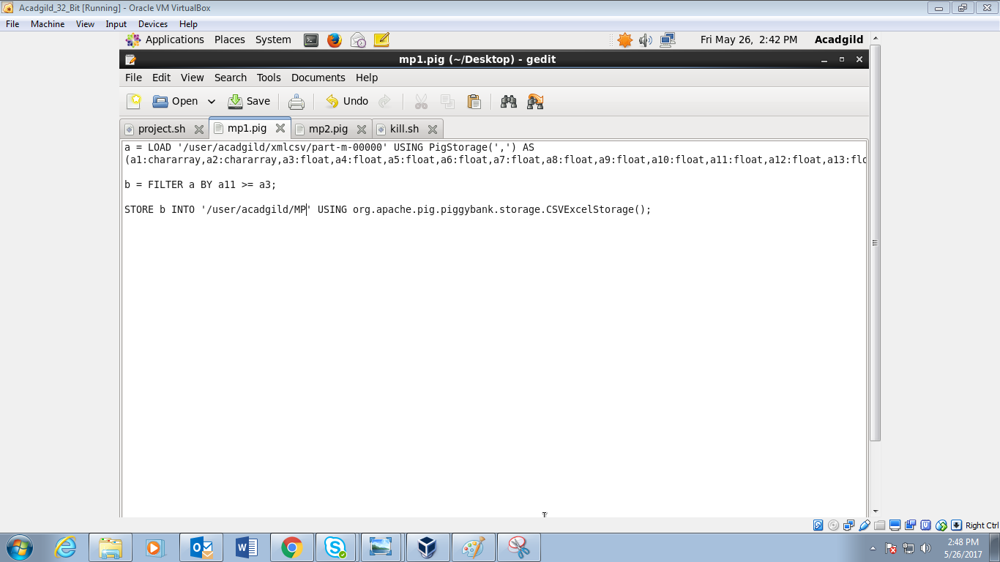 Acadgild_32_Bit [Running] - Oracle VM VirtualBox
File Machine View Input Devices Help
Applications Places System Fri May 26, 2:42 PM Acadgild
mp1.pig (~/Desktop) - gedit
File Edit View Search Tools Documents Help
Open Save Undo
project.sh mp1.pig mp2.pig kill.sh
a = LOAD '/user/acadgild/xmlcsv/part-m-00000' USING PigStorage(',') AS
(a1:chararray,a2:chararray,a3:float,a4:float,a5:float,a6:float,a7:float,a8:float,a9:float,a10:float,a11:float,a12:float,a13:flo
b = FILTER a BY a11 >= a3;
STORE b INTO '/user/acadgild/MP' USING org.apache.pig.piggybank.storage.CSVExcelStorage();
Right Ctrl
2:48 PM
5/26/2017